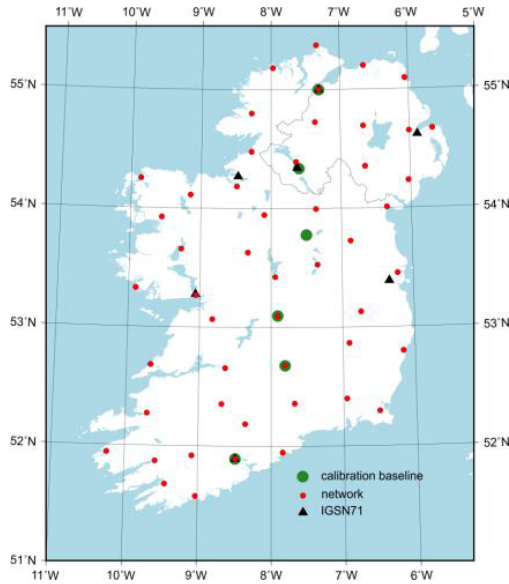 11˚W 10˚W 9˚W 8˚W 7˚W 6˚W 5˚W
55˚N 55˚N
54˚N 54˚N
53˚N 53˚N
52˚N 52˚N
calibration baseline
network
IGSN71
51˚N
11˚W 10˚W 9˚W 8˚W 7˚W 6˚W